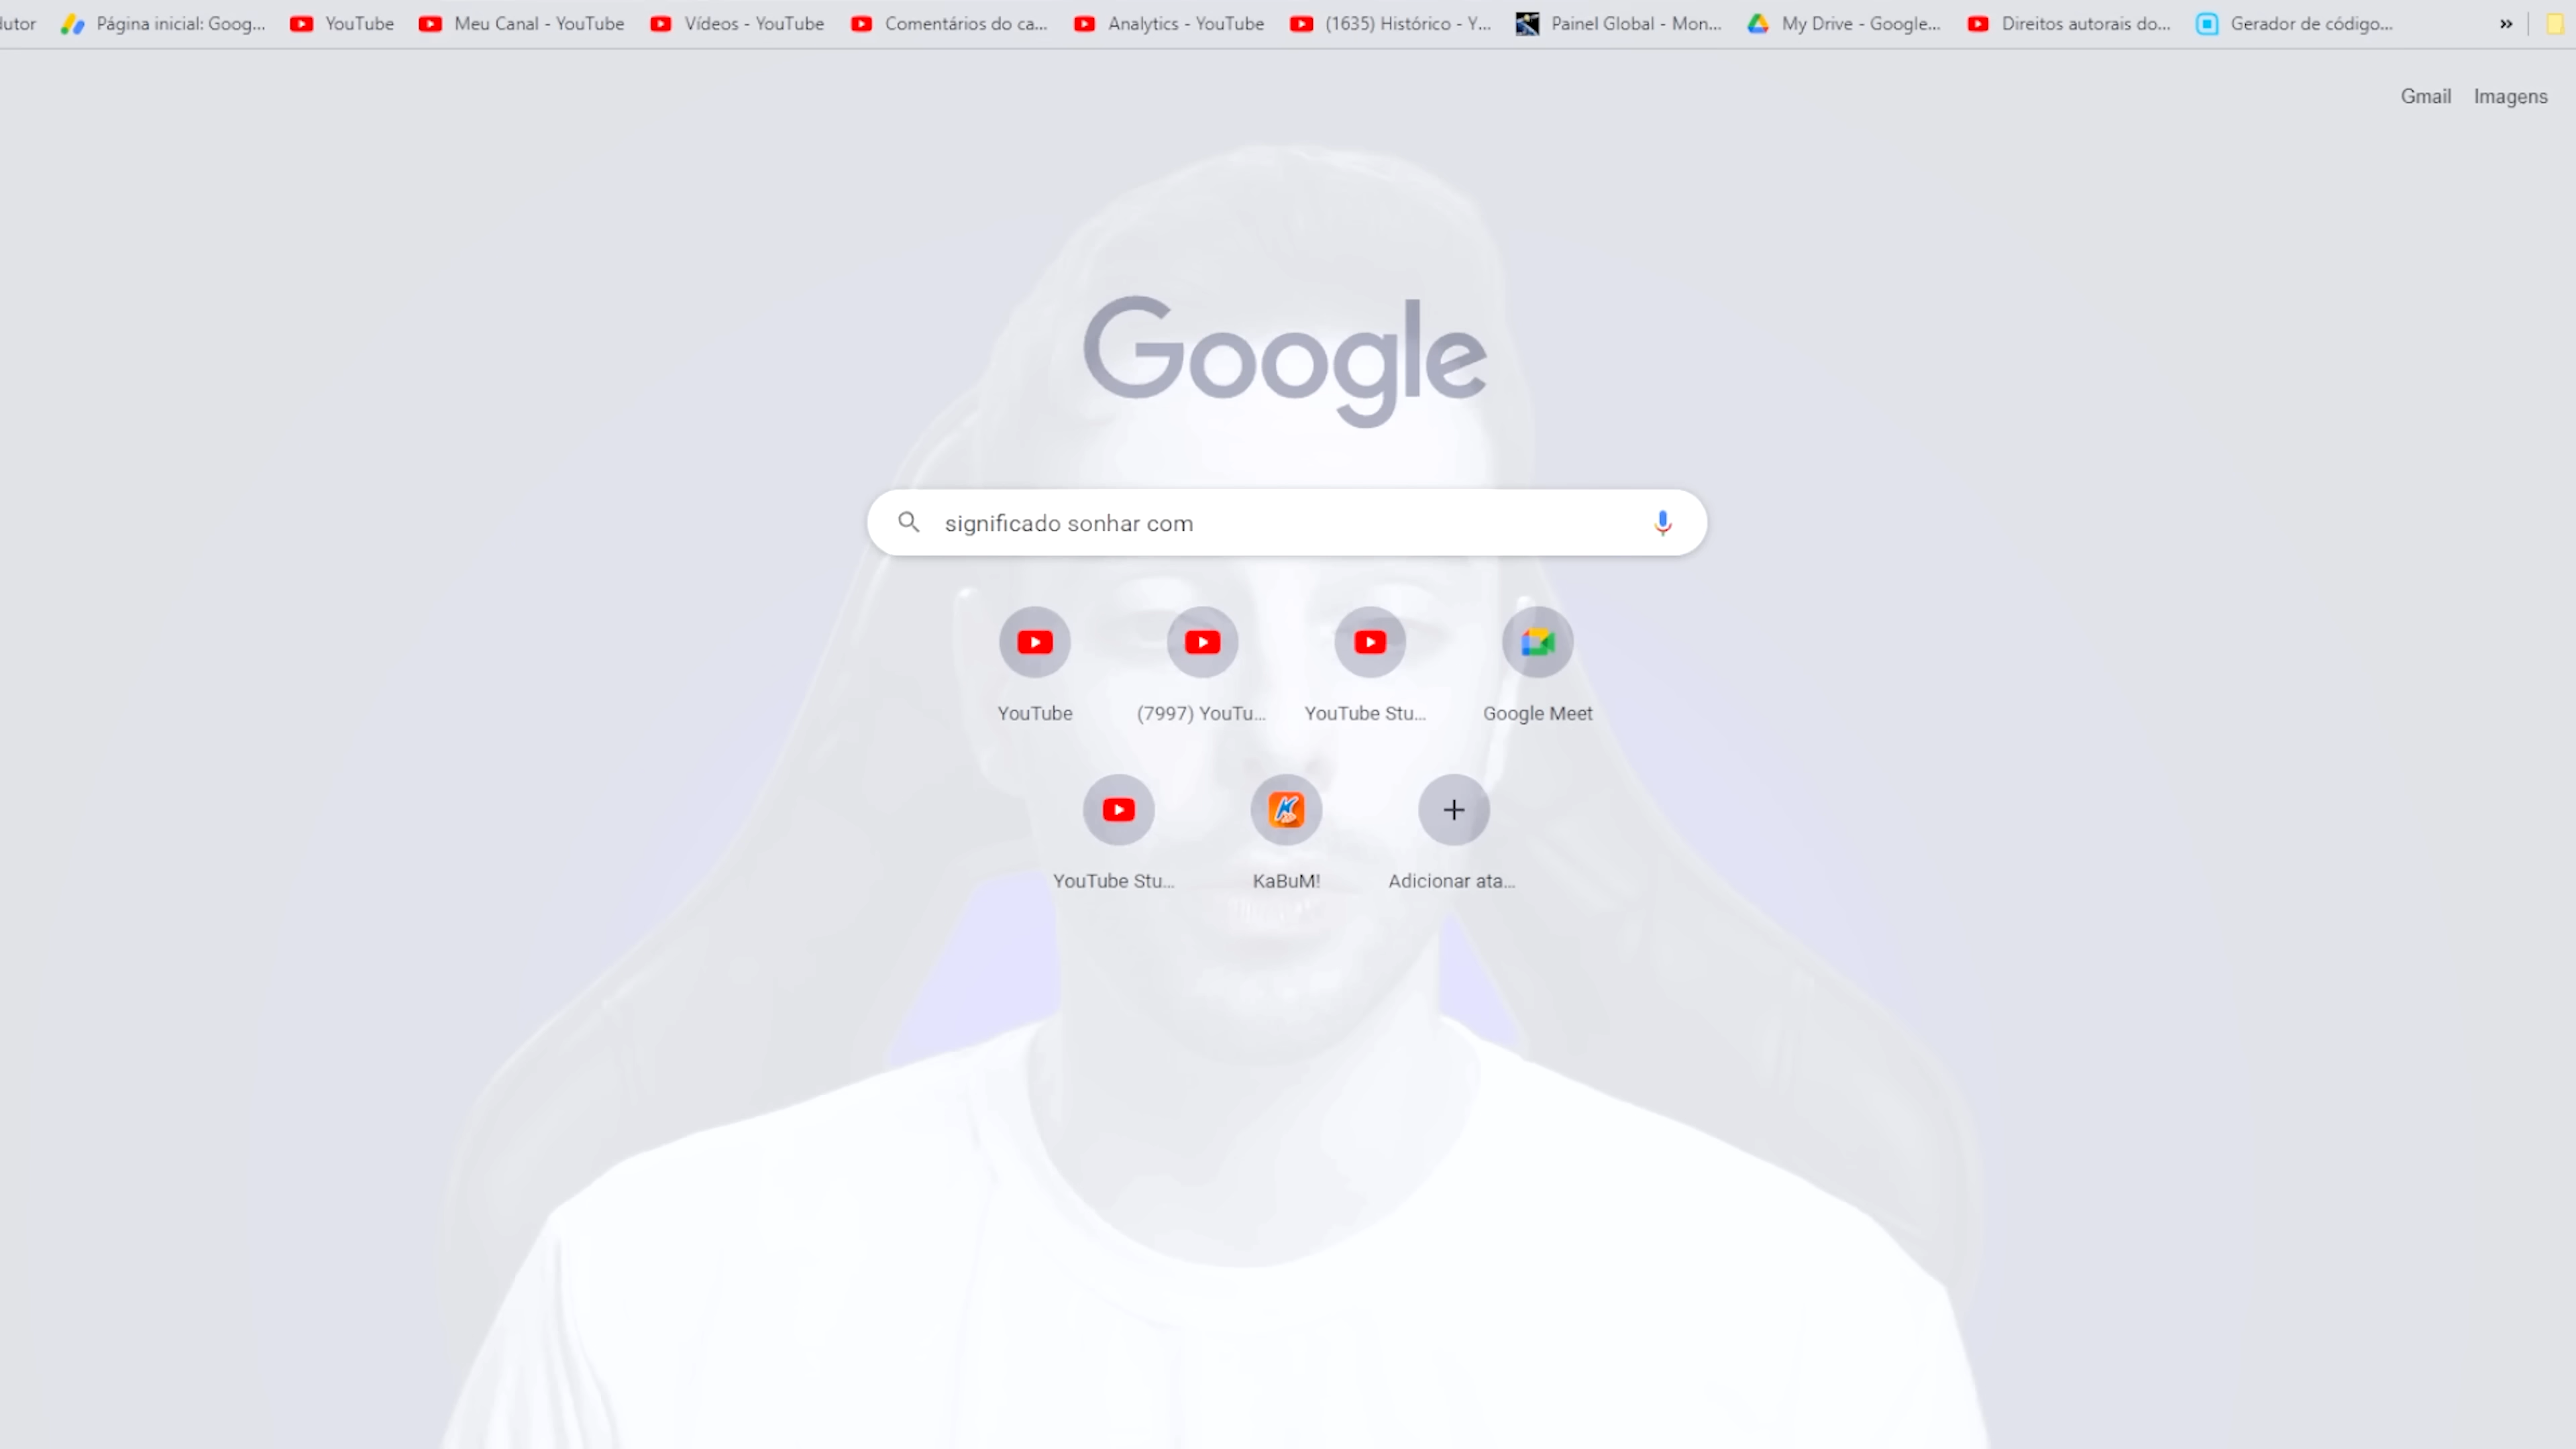 dutor Página inicial: Goog... YouTube Meu Canal - YouTube Vídeos - YouTube Comentários do ca... Analytics - YouTube (1635) Histórico - Y... Painel Global - Mon... My Drive - Google... Direitos autorais do... Gerador de código... »
Gmail Imagens
Google
significado sonhar com
YouTube (7997) YouTu... YouTube Stu... Google Meet
YouTube Stu... KaBuM! Adicionar ata...